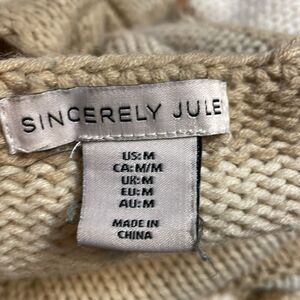 SINCERELY JULE
US: M
CA: M/M
UK: M
EU: M
AU: M
MADE IN
CHINA